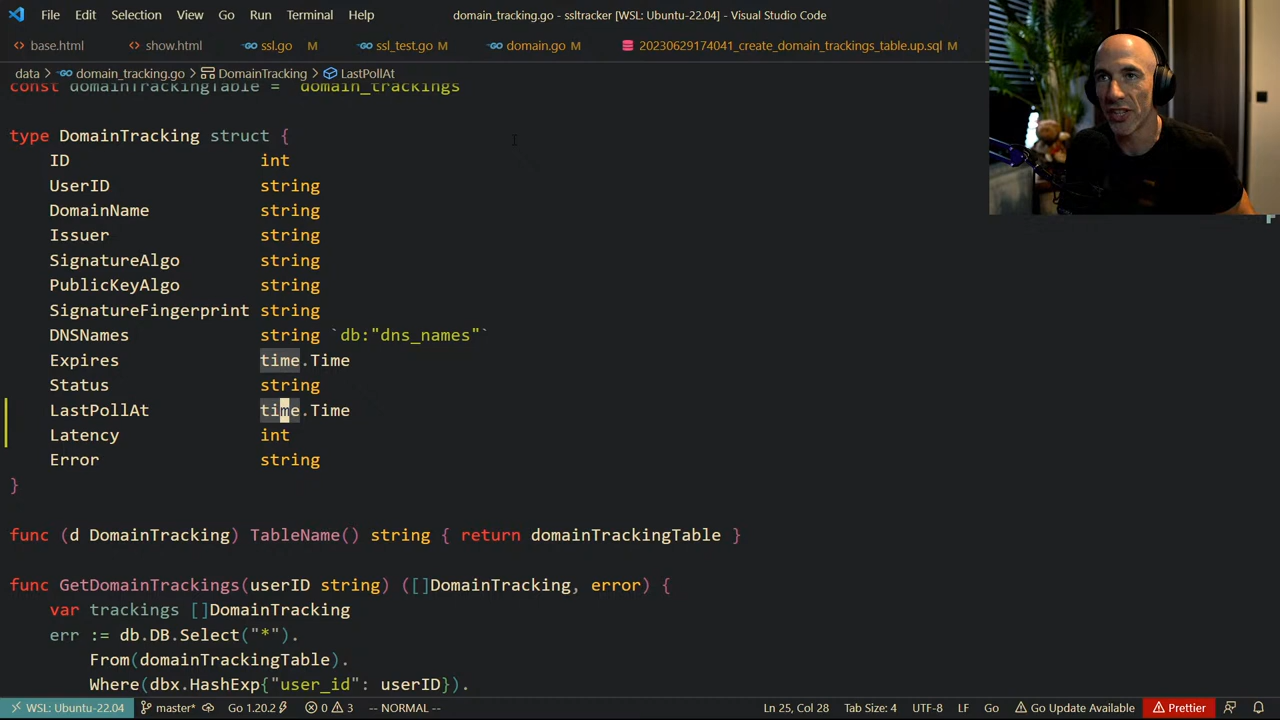 File Edit Selection View Go Run Terminal Help domain_tracking.go - ssltracker [WSL: Ubuntu-22.04] - Visual Studio Code
base.html show.html ssl.go M ssl_test.go M domain.go M 20230629174041_create_domain_trackings_table.up.sql M
data > domain_tracking.go > DomainTracking > LastPollAt
const domainTrackingTable = "domain_trackings"
type DomainTracking struct {
ID int
UserID string
DomainName string
Issuer string
SignatureAlgo string
PublicKeyAlgo string
SignatureFingerprint string
DNSNames string `db:"dns_names"`
Expires time.Time
Status string
LastPollAt time.Time
Latency int
Error string
}
func (d DomainTracking) TableName() string { return domainTrackingTable }
func GetDomainTrackings(userID string) ([]DomainTracking, error) {
var trackings []DomainTracking
err := db.DB.Select("*").
From(domainTrackingTable).
Where(dbx.HashExp{"user_id": userID}).
WSL: Ubuntu-22.04 master* Go 1.20.2 0 3 -- NORMAL -- Ln 25, Col 28 Tab Size: 4 UTF-8 LF Go Go Update Available Prettier